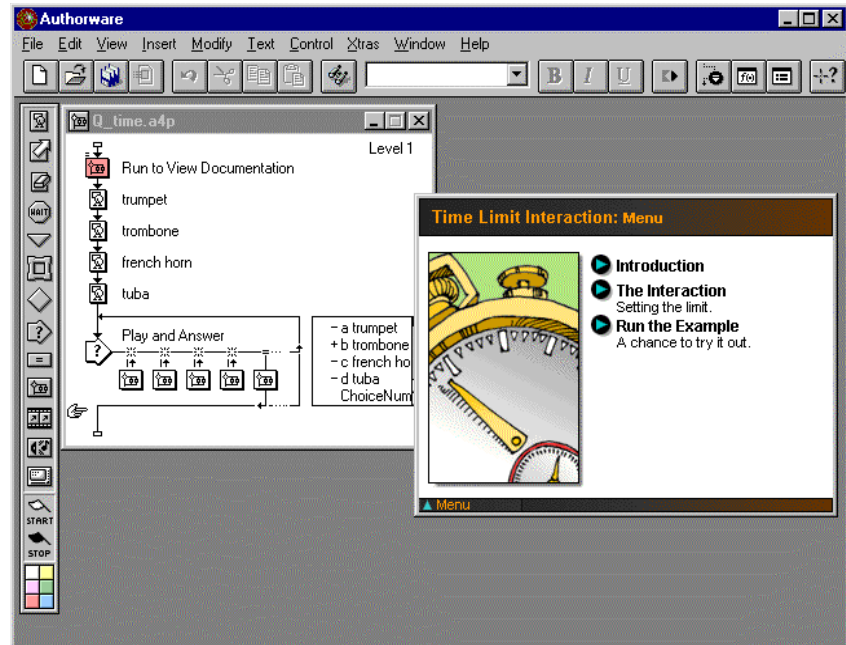 Authorware
File Edit View Insert Modify Text Control Xtras Window Help
B I U
f()
?
Q_time.a4p
Level 1
Run to View Documentation
trumpet
trombone
french horn
tuba
Play and Answer
?
- a trumpet
+ b trombone
- c french ho
- d tuba
ChoiceNum
WAIT
?
=
START
STOP
Time Limit Interaction: Menu
Introduction
The Interaction
Setting the limit.
Run the Example
A chance to try it out.
Menu